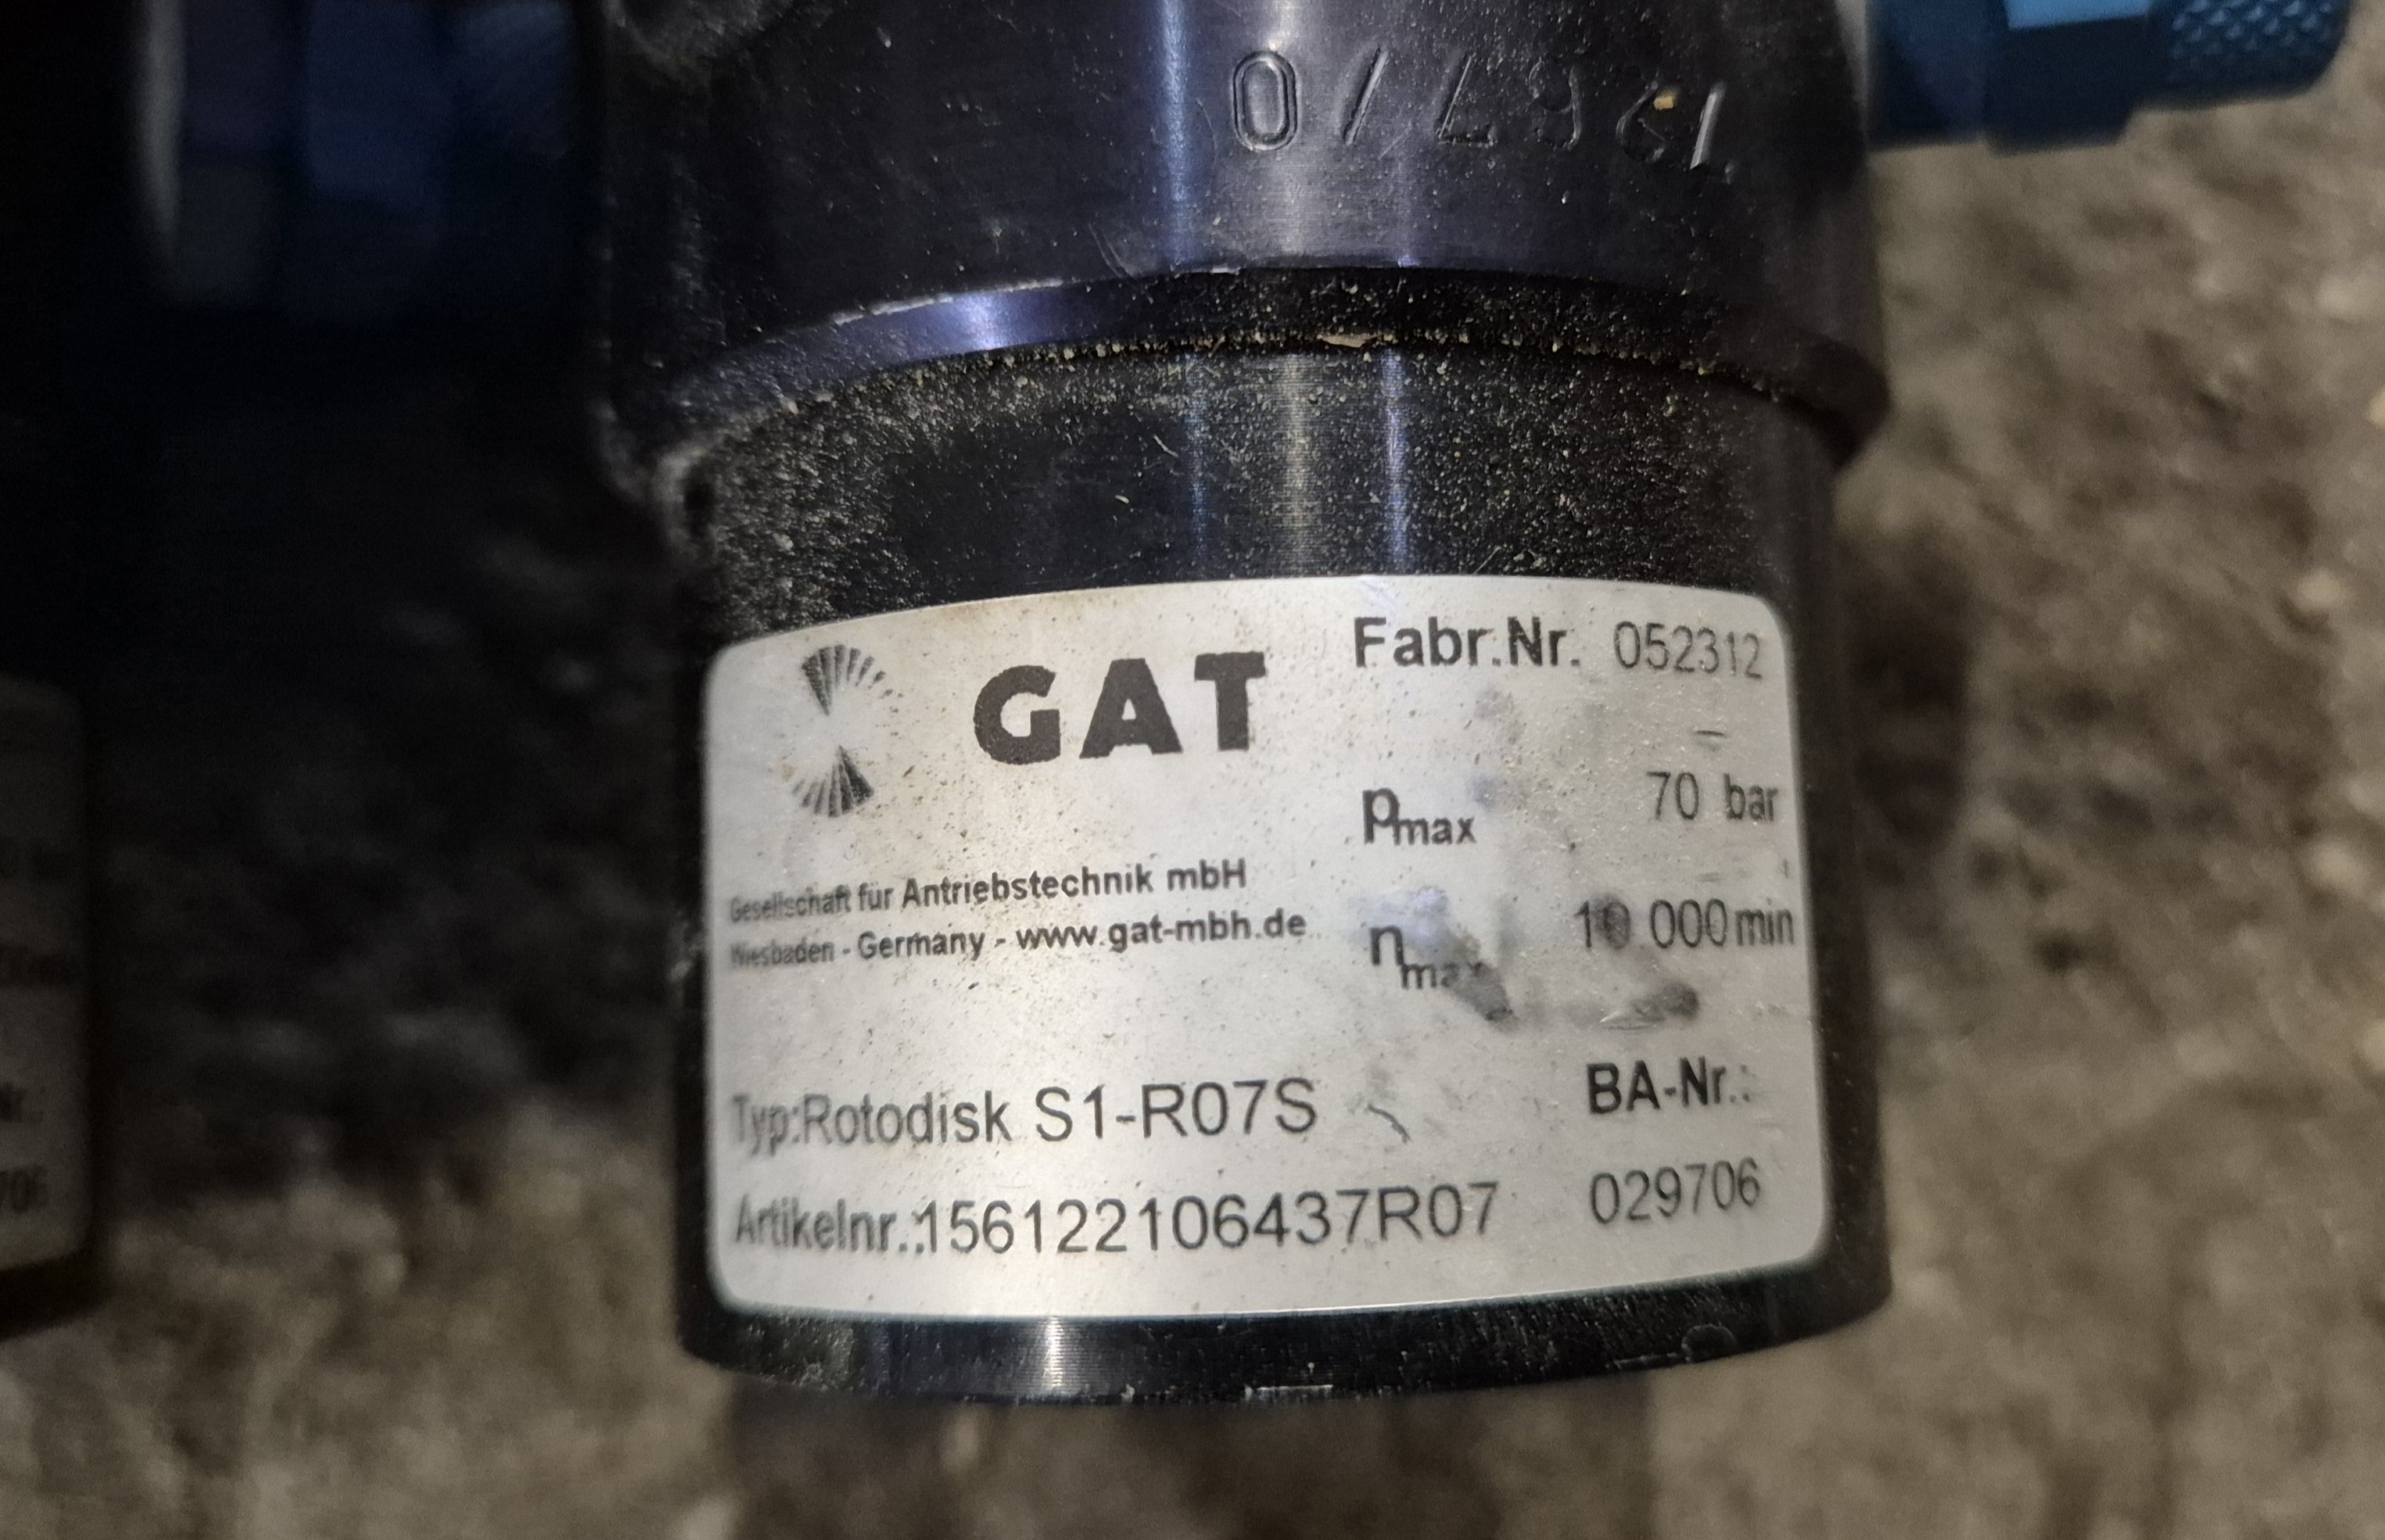 GAT
Fabr.Nr. 052312
Pmax 70 bar
Gesellschaft für Antriebstechnik mbH
Wiesbaden - Germany - www.gat-mbh.de
nmax 10 000 min
Typ:Rotodisk S1-R07S
BA-Nr.:
Artikelnr.:156122106437R07
029706